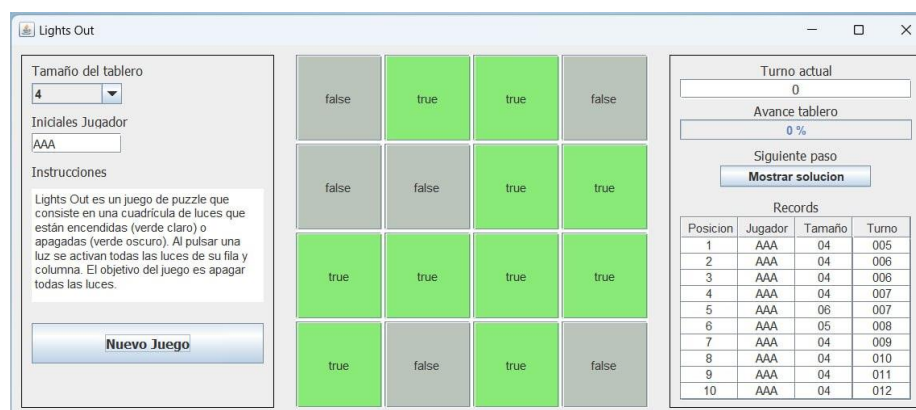 Lights Out
Tamaño del tablero
4
Iniciales Jugador
AAA
Instrucciones
Lights Out es un juego de puzzle que
consiste en una cuadrícula de luces que
están encendidas (verde claro) o
apagadas (verde oscuro). Al pulsar una
luz se activan todas las luces de su fila y
columna. El objetivo del juego es apagar
todas las luces.
Nuevo Juego
false true true false
false false true true
true true true true
true false true false
Turno actual
0
Avance tablero
0 %
Siguiente paso
Mostrar solucion
Records
Posicion Jugador Tamaño Turno
1 AAA 04 005
2 AAA 04 006
3 AAA 04 006
4 AAA 04 007
5 AAA 06 007
6 AAA 05 008
7 AAA 04 009
8 AAA 04 010
9 AAA 04 011
10 AAA 04 012